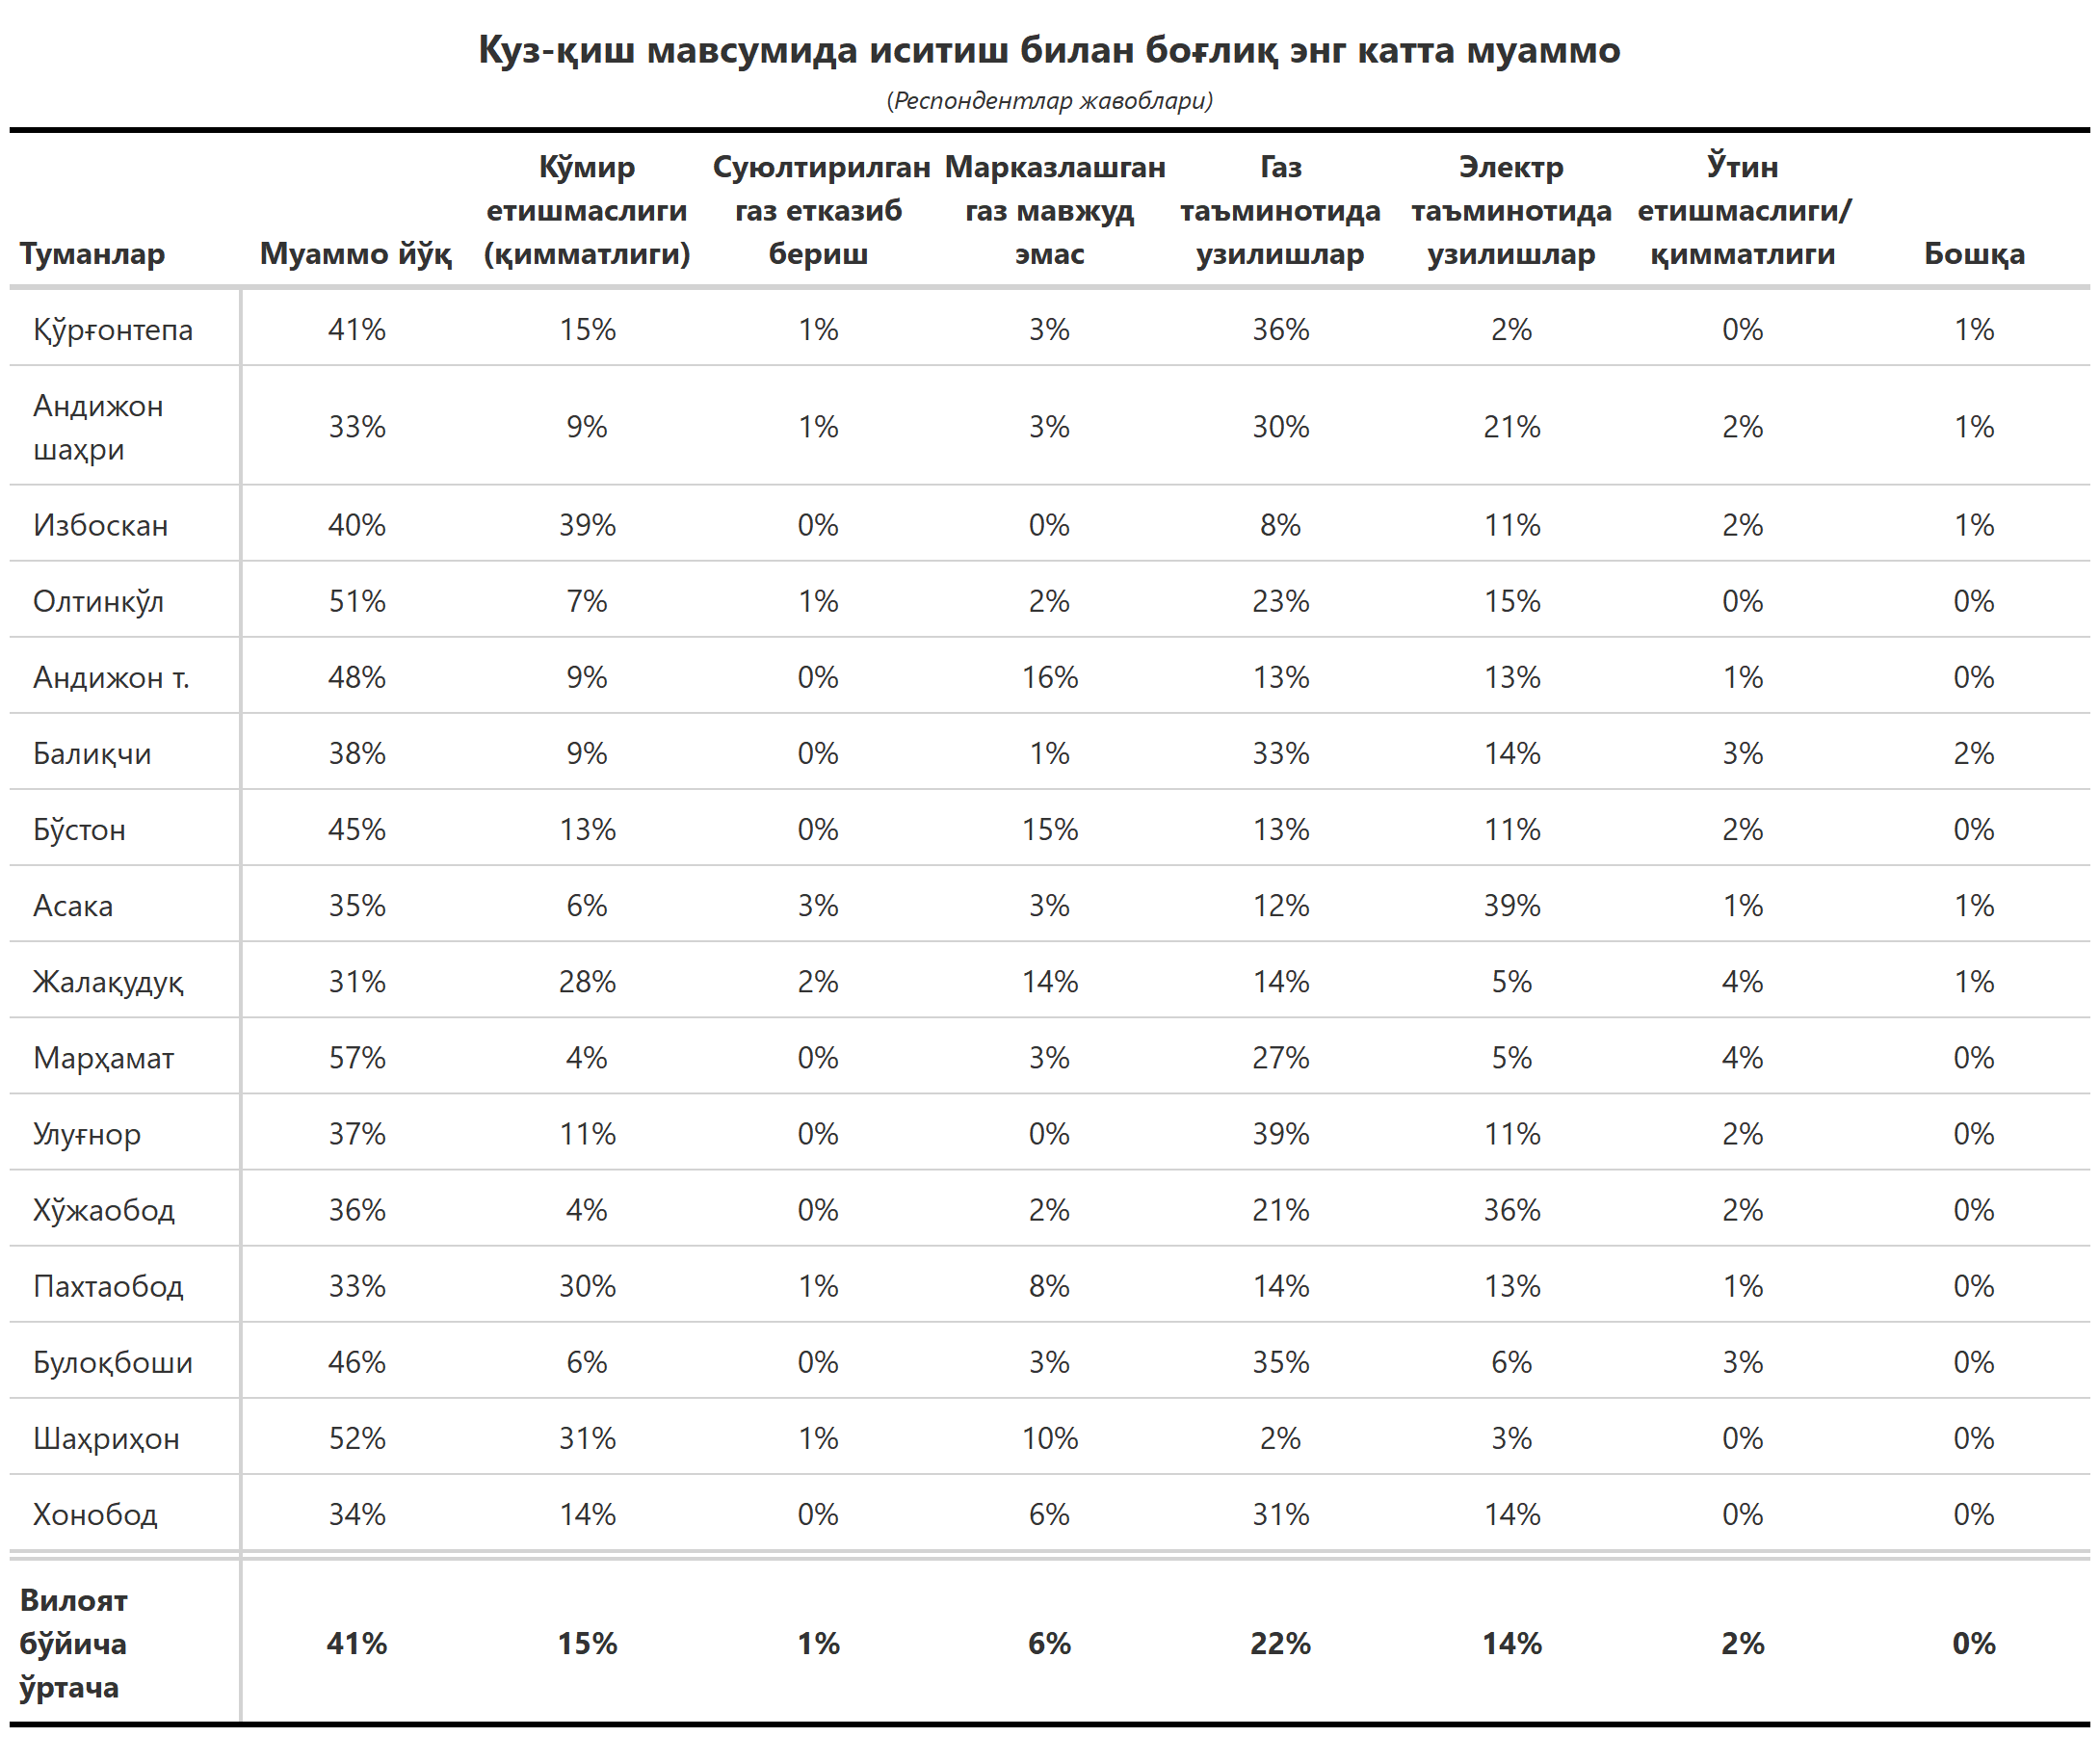 Куз-қиш мавсумида иситиш билан боғлиқ энг катта муаммо
(Респондентлар жавоблари)
Туманлар Муаммо йўқ Кўмир етишмаслиги (қимматлиги) Суюлтирилган газ етказиб бериш Марказлашган газ мавжуд эмас Газ таъминотида узилишлар Электр таъминотида узилишлар Ўтин етишмаслиги/ қимматлиги Бошқа
Қўрғонтепа 41% 15% 1% 3% 36% 2% 0% 1%
Андижон шаҳри 33% 9% 1% 3% 30% 21% 2% 1%
Избоскан 40% 39% 0% 0% 8% 11% 2% 1%
Олтинкўл 51% 7% 1% 2% 23% 15% 0% 0%
Андижон т. 48% 9% 0% 16% 13% 13% 1% 0%
Балиқчи 38% 9% 0% 1% 33% 14% 3% 2%
Бўстон 45% 13% 0% 15% 13% 11% 2% 0%
Асака 35% 6% 3% 3% 12% 39% 1% 1%
Жалақудуқ 31% 28% 2% 14% 14% 5% 4% 1%
Марҳамат 57% 4% 0% 3% 27% 5% 4% 0%
Улуғнор 37% 11% 0% 0% 39% 11% 2% 0%
Хўжаобод 36% 4% 0% 2% 21% 36% 2% 0%
Пахтаобод 33% 30% 1% 8% 14% 13% 1% 0%
Булоқбоши 46% 6% 0% 3% 35% 6% 3% 0%
Шаҳриҳон 52% 31% 1% 10% 2% 3% 0% 0%
Хонобод 34% 14% 0% 6% 31% 14% 0% 0%
Вилоят бўйича ўртача 41% 15% 1% 6% 22% 14% 2% 0%